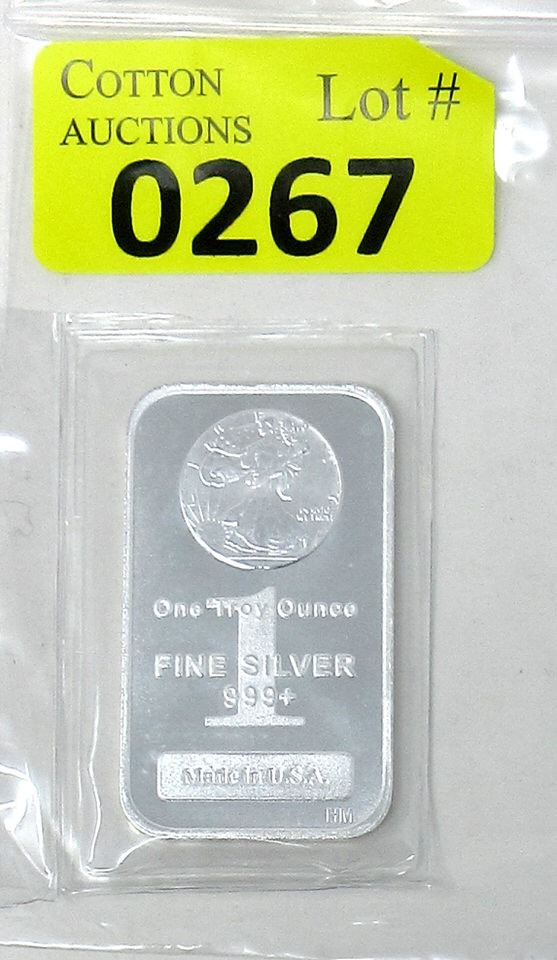 COTTON
AUCTIONS
Lot #
0267
One Troy Ounce
1
FINE SILVER
999+
Made in U.S.A.
HM